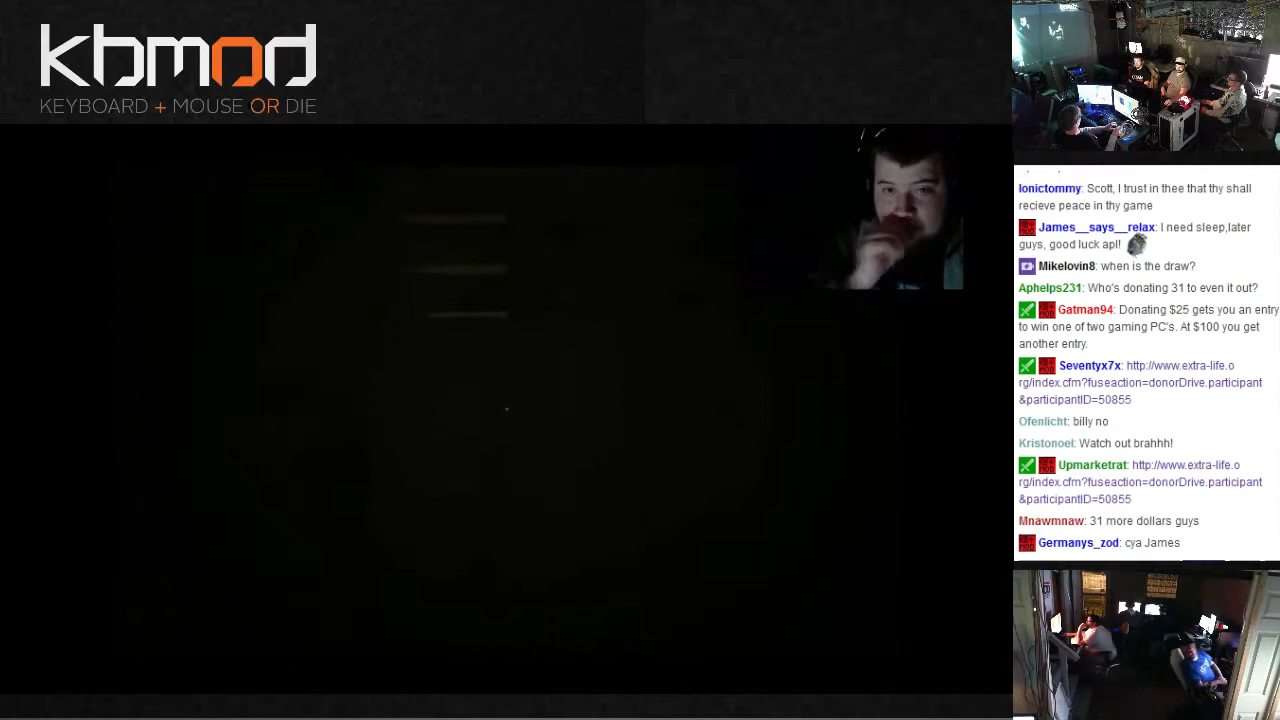 kbmod
KEYBOARD + MOUSE OR DIE
Ionictommy: Scott, I trust in thee that thy shall
recieve peace in thy game
James__says__relax: I need sleep,later
guys, good luck apl!
Mikelovin8: when is the draw?
Aphelps231: Who's donating 31 to even it out?
Gatman94: Donating $25 gets you an entry
to win one of two gaming PC's. At $100 you get
another entry.
Seventyx7x: http://www.extra-life.o
rg/index.cfm?fuseaction=donorDrive.participant
&participantID=50855
Ofenlicht: billy no
Kristonoel: Watch out brahhh!
Upmarketrat: http://www.extra-life.o
rg/index.cfm?fuseaction=donorDrive.participant
&participantID=50855
Mnawmnaw: 31 more dollars guys
Germanys_zod: cya James